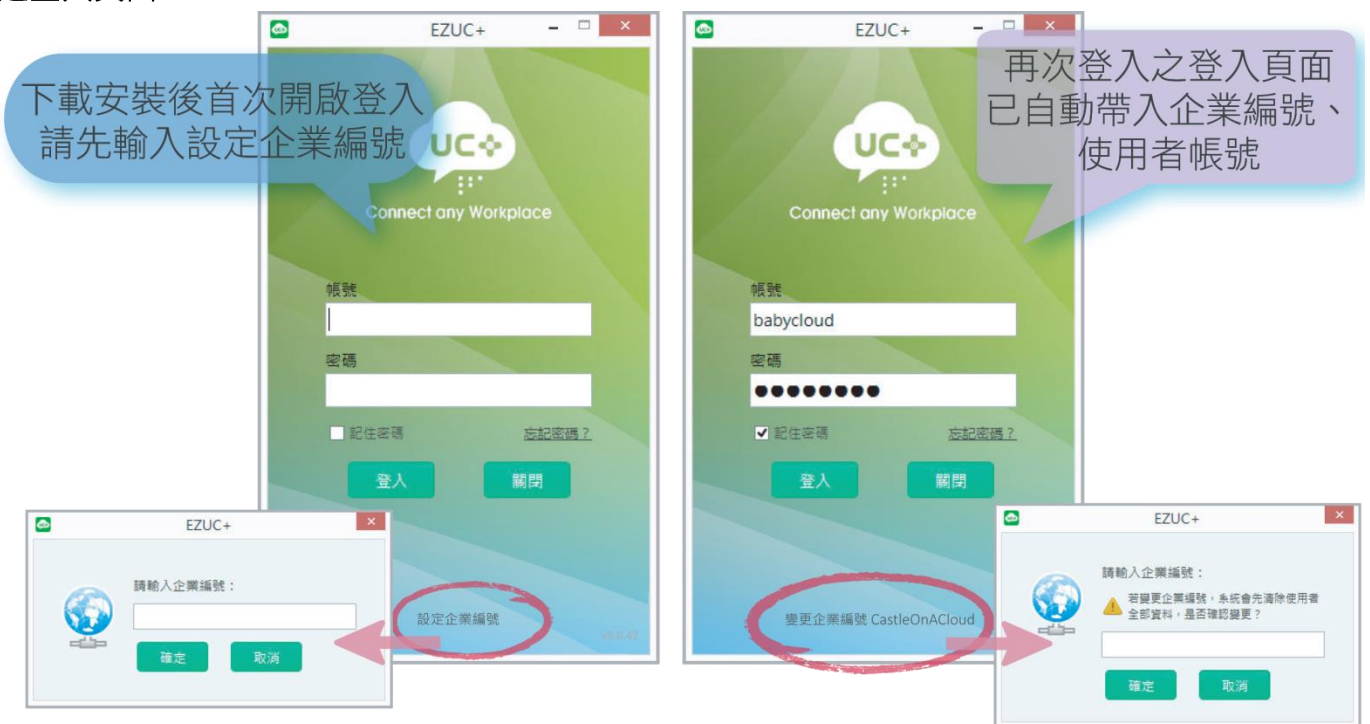 EZUC+
下載安裝後首次開啟登入
請先輸入設定企業編號
UC+
Connect any Workplace
帳號
密碼
記住密碼
忘記密碼？
登入
關閉
設定企業編號
v8.0.42
EZUC+
請輸入企業編號：
確定
取消
EZUC+
再次登入之登入頁面
已自動帶入企業編號、
使用者帳號
UC+
Connect any Workplace
帳號
babycloud
密碼
●●●●●●●●
記住密碼
忘記密碼？
登入
關閉
變更企業編號 CastleOnACloud
EZUC+
請輸入企業編號：
若變更企業編號，系統會先清除使用者
全部資料，是否確認變更？
確定
取消